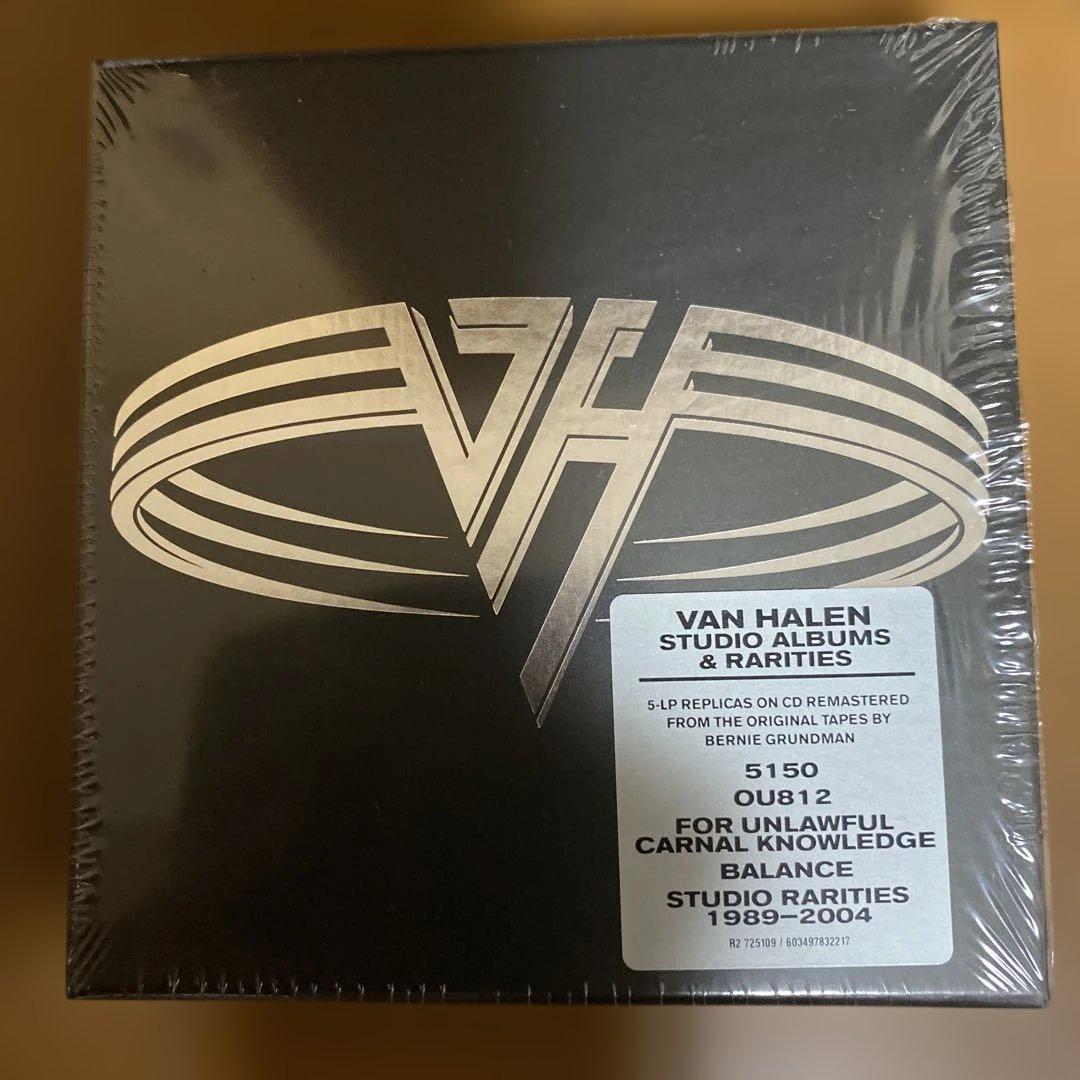 VH
VAN HALEN
STUDIO ALBUMS
& RARITIES
5-LP REPLICAS ON CD REMASTERED
FROM THE ORIGINAL TAPES BY
BERNIE GRUNDMAN
5150
OU812
FOR UNLAWFUL
CARNAL KNOWLEDGE
BALANCE
STUDIO RARITIES
1989–2004
R2 725109 / 603497832217